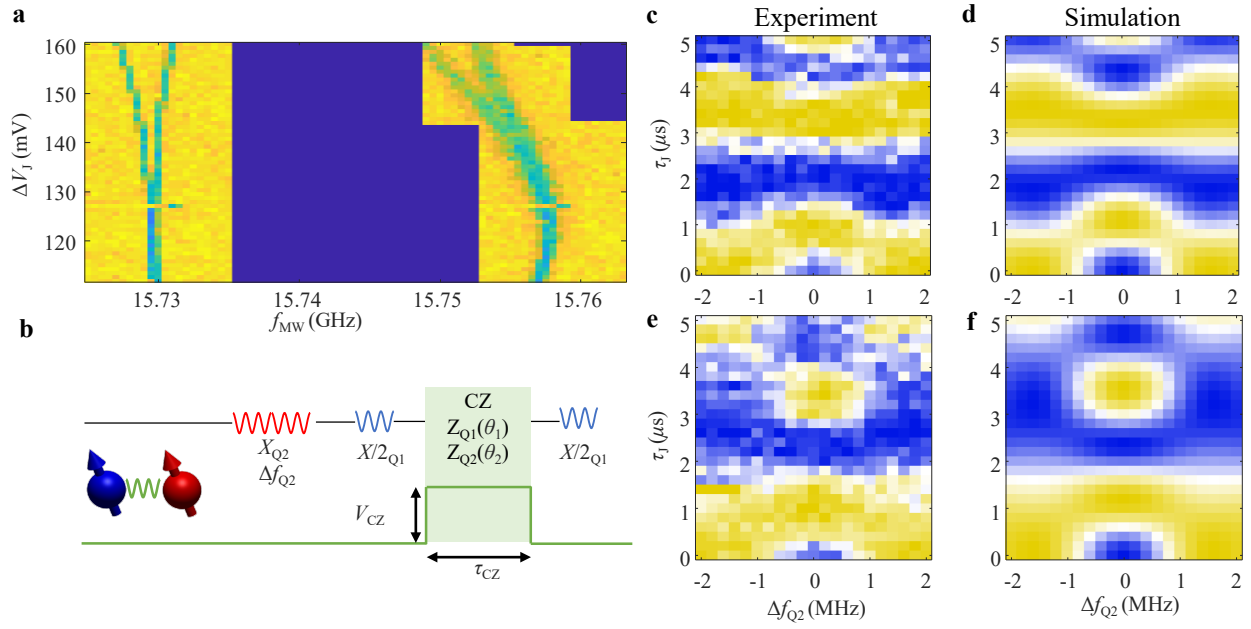 a
160
150
140
130
120
ΔV_J (mV)
15.73
15.74
15.75
15.76
f_MW (GHz)
b
X_Q2
Δf_Q2
X/2_Q1
CZ
Z_Q1(θ_1)
Z_Q2(θ_2)
X/2_Q1
V_CZ
τ_CZ
c
Experiment
5
4
3
2
1
0
τ_J (μs)
-2
-1
0
1
2
d
Simulation
5
4
3
2
1
0
-2
-1
0
1
2
e
5
4
3
2
1
0
τ_J (μs)
-2
-1
0
1
2
Δf_Q2 (MHz)
f
5
4
3
2
1
0
-2
-1
0
1
2
Δf_Q2 (MHz)